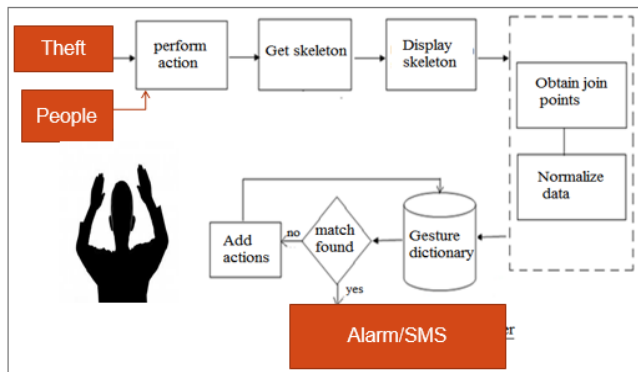 Theft
People
perform
action
Get skeleton
Display
skeleton
Obtain join
points
Normalize
data
Gesture
dictionary
match
found
no
Add
actions
yes
Alarm/SMS
er